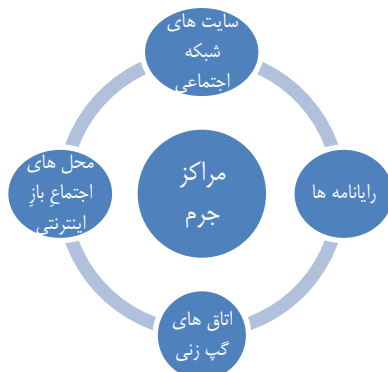 سایت های
شبکه
اجتماعی
مراکز
جرم
رایانامه ها
محل های
اجتماعِ بازِ
اینترنتی
اتاق های
گپ زنی